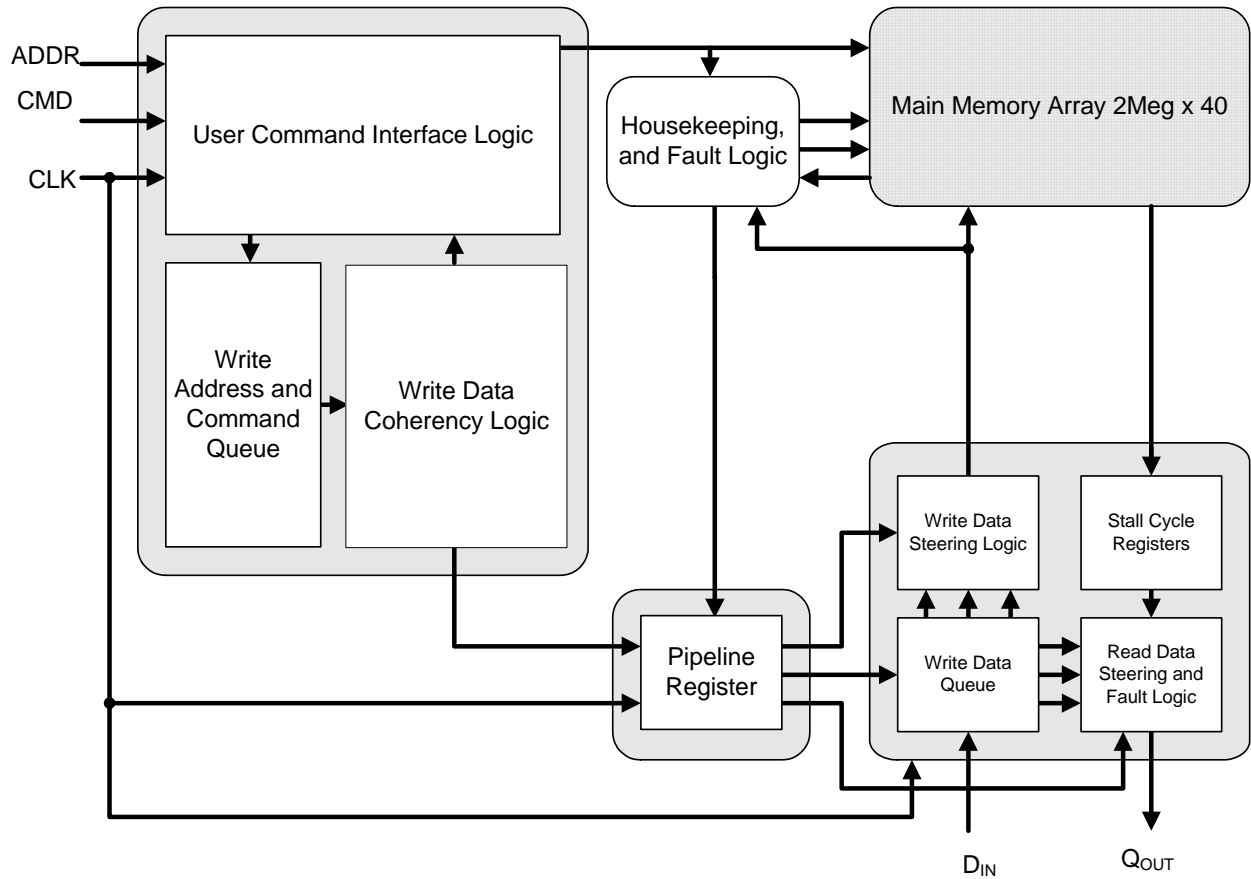 ADDR
CMD
CLK
User Command Interface Logic
Housekeeping,
and Fault Logic
Main Memory Array 2Meg x 40
Write
Address and
Command
Queue
Write Data
Coherency Logic
Write Data
Steering Logic
Stall Cycle
Registers
Pipeline
Register
Write Data
Queue
Read Data
Steering and
Fault Logic
DIN
QOUT